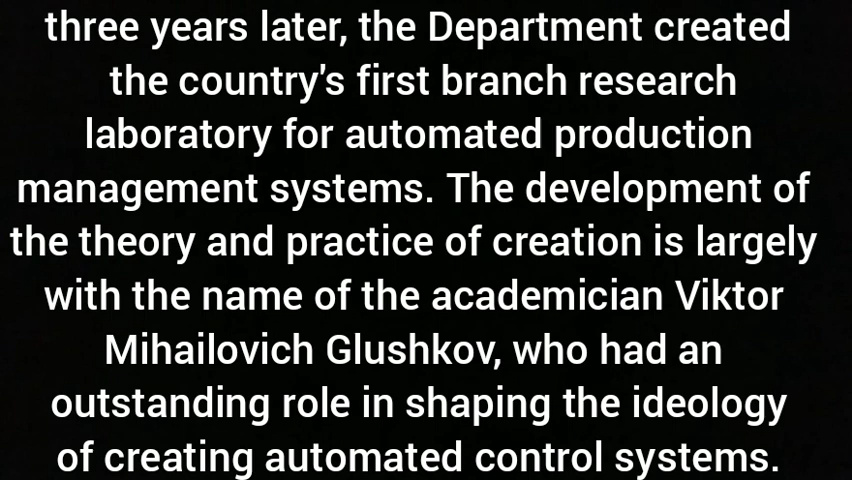 three years later, the Department created
the country's first branch research
laboratory for automated production
management systems. The development of
the theory and practice of creation is largely
with the name of the academician Viktor
Mihailovich Glushkov, who had an
outstanding role in shaping the ideology
of creating automated control systems.